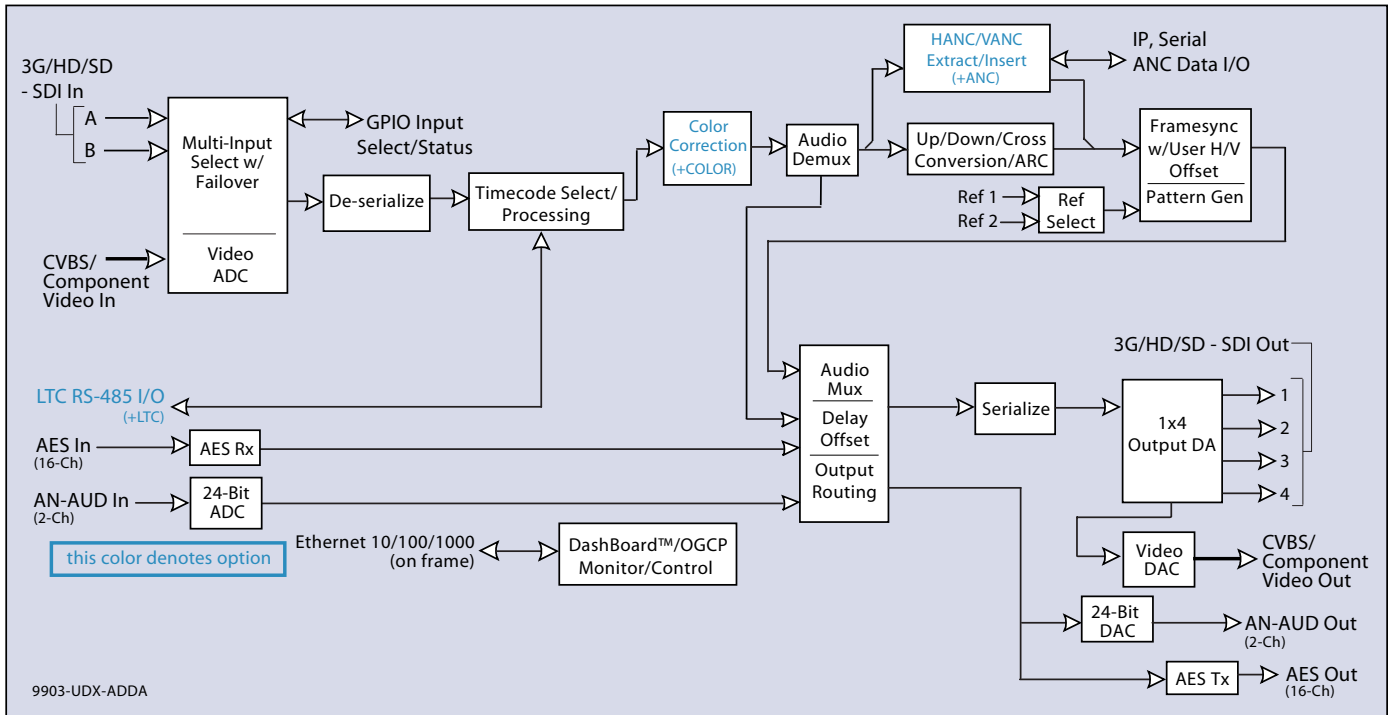 3G/HD/SD
- SDI In
A
B
CVBS/
Component
Video In
Multi-Input
Select w/
Failover
Video
ADC
GPIO Input
Select/Status
De-serialize
Timecode Select/
Processing
Color
Correction
(+COLOR)
Audio
Demux
HANC/VANC
Extract/Insert
(+ANC)
IP, Serial
ANC Data I/O
Up/Down/Cross
Conversion/ARC
Ref 1
Ref 2
Ref
Select
Framesync
w/User H/V
Offset
Pattern Gen
LTC RS-485 I/O
(+LTC)
AES In
(16-Ch)
AES Rx
AN-AUD In
(2-Ch)
24-Bit
ADC
this color denotes option
Ethernet 10/100/1000
(on frame)
DashBoard™/OGCP
Monitor/Control
Audio
Mux
Delay
Offset
Output
Routing
Serialize
3G/HD/SD - SDI Out
1x4
Output DA
1
2
3
4
Video
DAC
CVBS/
Component
Video Out
24-Bit
DAC
AN-AUD Out
(2-Ch)
AES Tx
AES Out
(16-Ch)
9903-UDX-ADDA